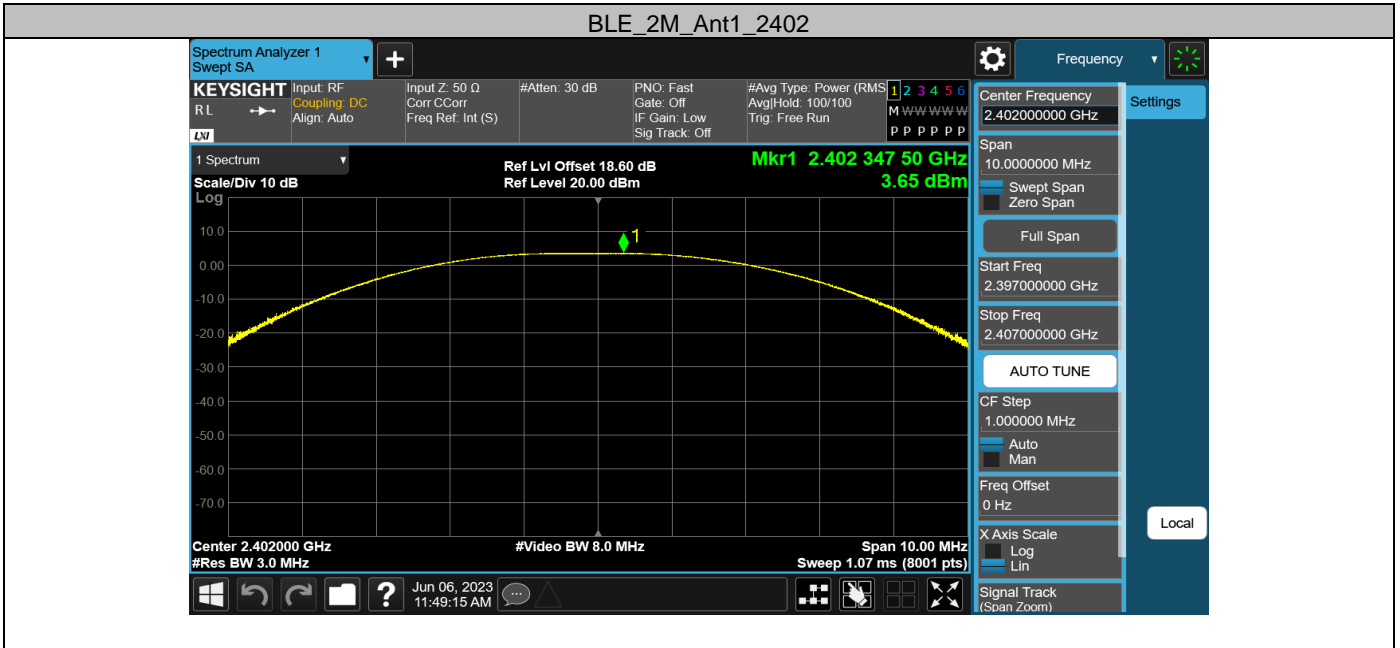 BLE_2M_Ant1_2402
Spectrum Analyzer 1
Swept SA
+
Frequency
KEYSIGHT
RL
LXI
Input: RF
Coupling: DC
Align: Auto
Input Z: 50 Ω
Corr CCorr
Freq Ref: Int (S)
#Atten: 30 dB
PNO: Fast
Gate: Off
IF Gain: Low
Sig Track: Off
#Avg Type: Power (RMS
Avg|Hold: 100/100
Trig: Free Run
1 2 3 4 5 6
M W W W W W
P P P P P P
1 Spectrum
Scale/Div 10 dB
Ref Lvl Offset 18.60 dB
Ref Level 20.00 dBm
Mkr1 2.402 347 50 GHz
3.65 dBm
Log
10.0
0.00
-10.0
-20.0
-30.0
-40.0
-50.0
-60.0
-70.0
1
Center 2.402000 GHz
#Video BW 8.0 MHz
Span 10.00 MHz
#Res BW 3.0 MHz
Sweep 1.07 ms (8001 pts)
Center Frequency
2.402000000 GHz
Span
10.0000000 MHz
Swept Span
Zero Span
Full Span
Start Freq
2.397000000 GHz
Stop Freq
2.407000000 GHz
AUTO TUNE
CF Step
1.000000 MHz
Auto
Man
Freq Offset
0 Hz
X Axis Scale
Log
Lin
Signal Track
(Span Zoom)
Settings
Local
?
Jun 06, 2023
11:49:15 AM